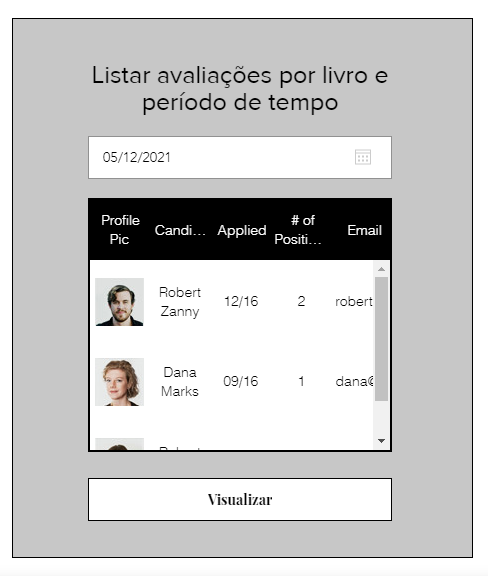 Listar avaliações por livro e
período de tempo
05/12/2021
Profile Pic Candi... Applied # of Positi... Email
Robert Zanny 12/16 2 robert
Dana Marks 09/16 1 dana@
Visualizar